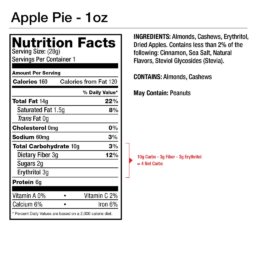 Apple Pie - 1oz
Nutrition Facts
Serving Size: (28g)
Servings Per Container 1
Amount Per Serving
Calories 160 Calories from Fat 120
% Daily Value*
Total Fat 14g 22%
Saturated Fat 1.5g 8%
Trans Fat 0g
Cholesterol 0mg 0%
Sodium 60mg 3%
Total Carbohydrate 10g 3%
Dietary Fiber 3g 12%
Sugars 2g
Erythritol 3g
Protein 6g
Vitamin A 0% • Vitamin C 2%
Calcium 6% • Iron 6%
* Percent Daily Values are based on a 2,000 calorie diet.
INGREDIENTS: Almonds, Cashews, Erythritol,
Dried Apples. Contains less than 2% of the
following: Cinnamon, Sea Salt, Natural
Flavors, Steviol Glycosides (Stevia).
CONTAINS: Almonds, Cashews
May Contain: Peanuts
10g Carbs - 3g Fiber - 3g Erythritol
= 4 Net Carbs